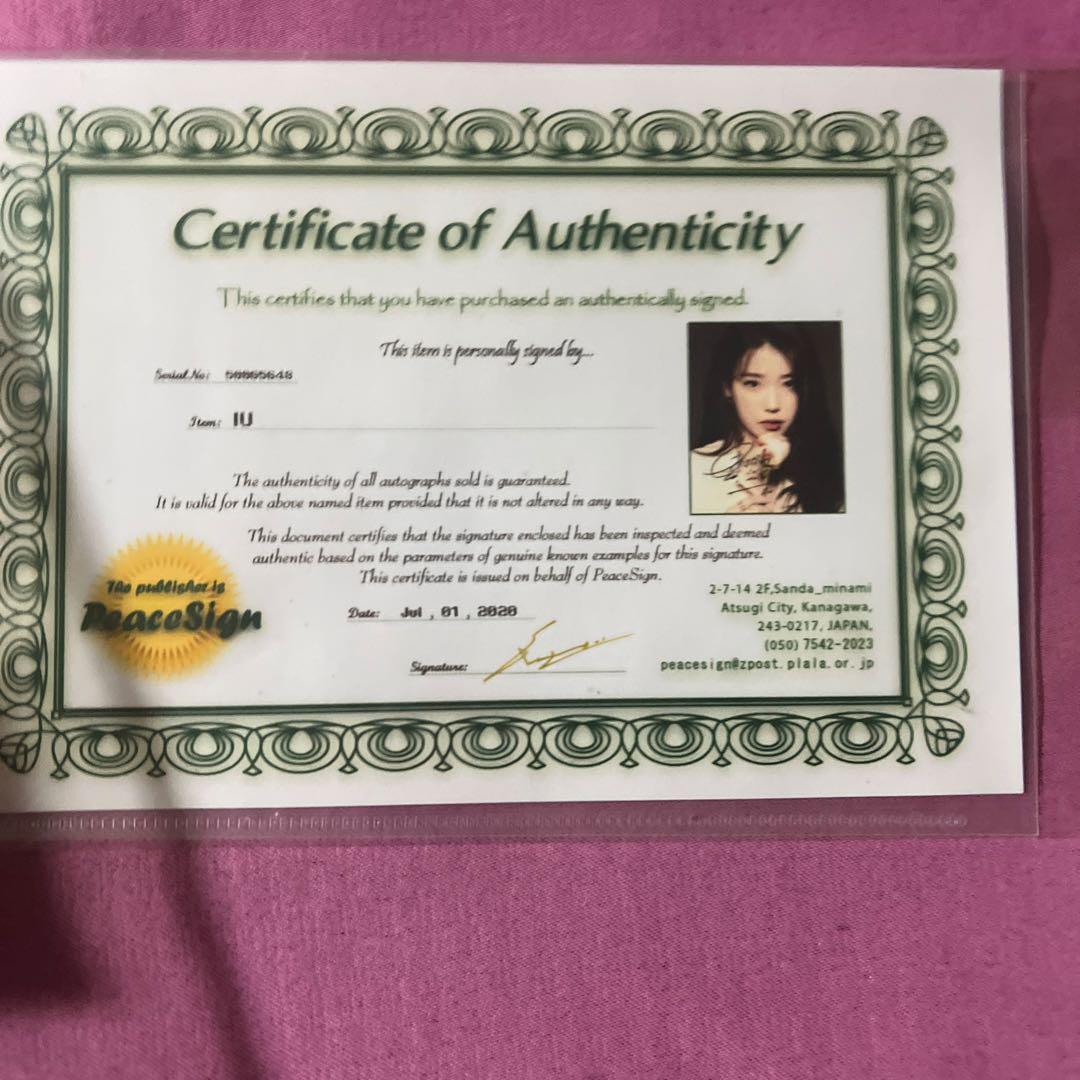 Certificate of Authenticity
This certifies that you have purchased an authentically signed.
This item is personally signed by...
Serial No:
Item: IU
The authenticity of all autographs sold is guaranteed.
It is valid for the above named item provided that it is not altered in any way.
This document certifies that the signature enclosed has been inspected and deemed
authentic based on the parameters of genuine known examples for this signature.
This certificate is issued on behalf of PeaceSign.
The publisher is
PeaceSign
Date: Jul , 01 , 2020
Signature:
2-7-14 2F,Sanda_minami
Atsugi City, Kanagawa,
243-0217, JAPAN,
(050) 7542-2023
peacesign@zpost.plala.or.jp